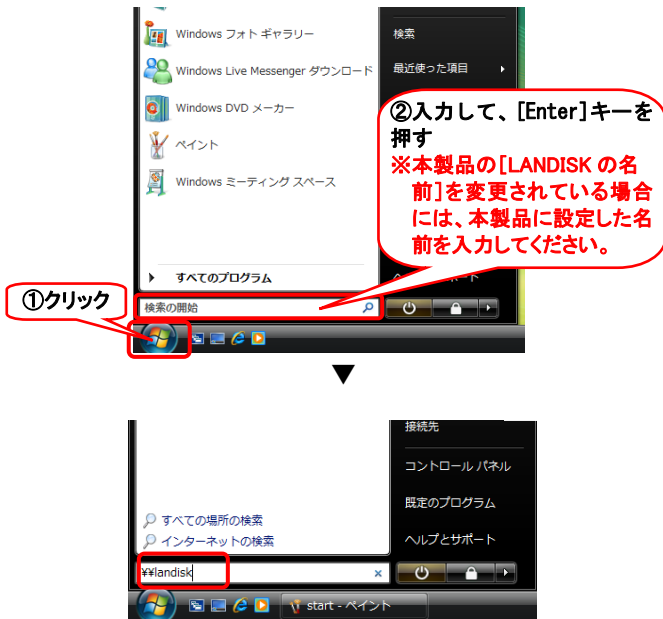 Windows フォト ギャラリー
Windows Live Messenger ダウンロード
Windows DVD メーカー
ペイント
Windows ミーティング スペース
すべてのプログラム
検索の開始
検索
最近使った項目
②入力して、[Enter]キーを
押す
※本製品の[LANDISK の名
前]を変更されている場合
には、本製品に設定した名
前を入力してください。
①クリック
▼
接続先
コントロール パネル
既定のプログラム
ヘルプとサポート
すべての場所の検索
インターネットの検索
¥¥landisk
start - ペイント